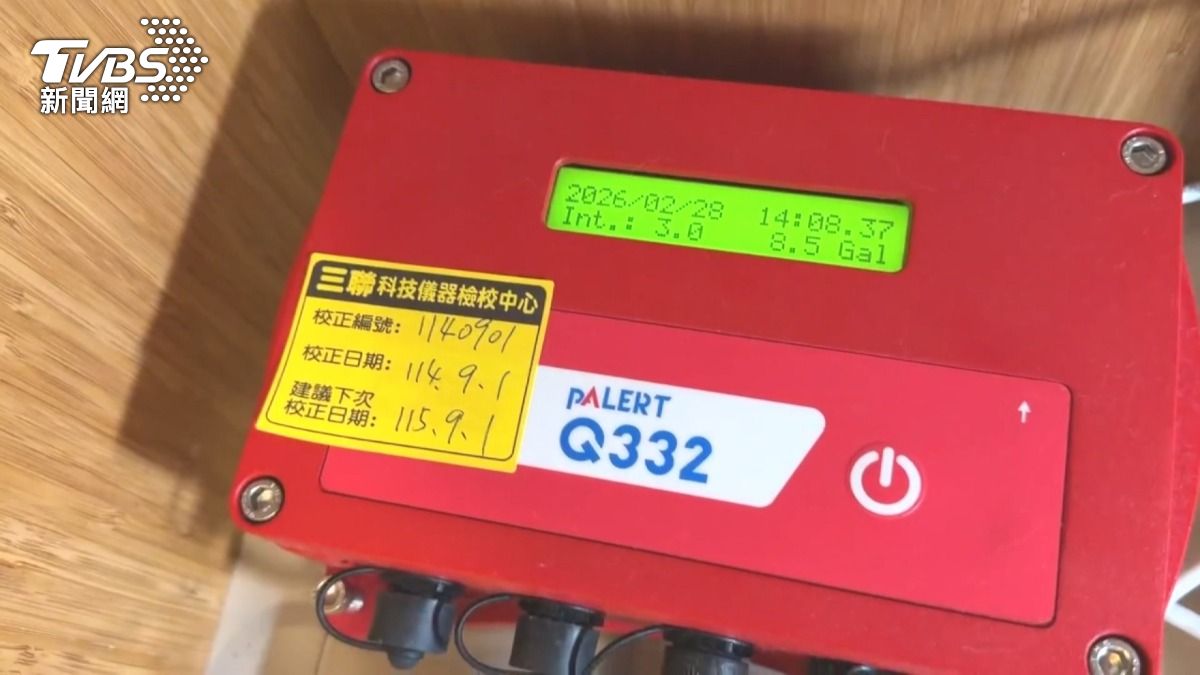 TVBS
新聞網
2026/02/28 14:08.37
Int.: 3.0 8.5 Gal
三聯科技儀器檢校中心
校正編號: 1140901
校正日期: 114.9.1
建議下次
校正日期: 115.9.1
PALERT
Q332